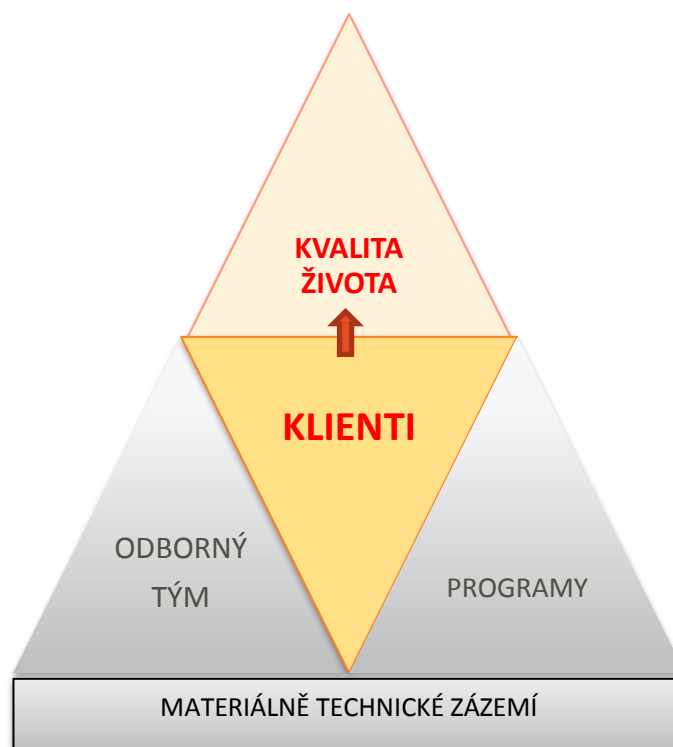 KVALITA
ŽIVOTA
KLIENTI
ODBORNÝ
TÝM
PROGRAMY
MATERIÁLNĚ TECHNICKÉ ZÁZEMÍ